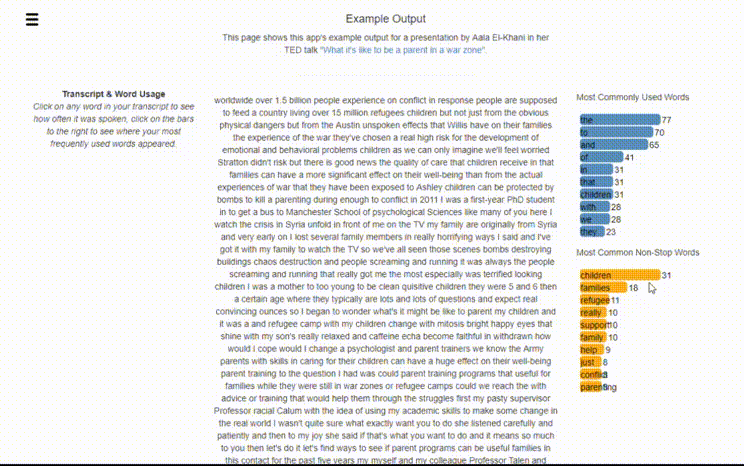 Example Output
This page shows this app's example output for a presentation by Aala El-Khani in her
TED talk "What it's like to be a parent in a war zone".
Transcript & Word Usage
Click on any word in your transcript to see
how often it was spoken, click on the bars
to the right to see where your most
frequently used words appeared.
worldwide over 1.5 billion people experience on conflict in response people are supposed
to feed a country living over 15 million refugees children but not just from the obvious
physical dangers but from the Austin unspoken effects that Willis have on their families
the experience of the war they've chosen a real high risk for the development of
emotional and behavioral problems children as we can only imagine we'll feel worried
Stratton didn't risk but there is good news the quality of care that children receive in that
families can have a more significant effect on their well-being than from the actual
experiences of war that they have been exposed to Ashley children can be protected by
bombs to kill a parenting during enough to conflict in 2011 I was a first-year PhD student
in to get a bus to Manchester School of psychological Sciences like many of you here I
watch the crisis in Syria unfold in front of me on the TV my family are originally from Syria
and very early on I lost several family members in really horrifying ways I said and I've
got it with my family to watch the TV so we've all seen those scenes bombs destroying
buildings chaos destruction and people screaming and running it was always the people
screaming and running that really got me the most especially was terrified looking
children I was a mother to too young to be clean quisitive children they were 5 and 6 then
a certain age where they typically are lots and lots of questions and expect real
convincing ounces so I began to wonder what's it might be like to parent my children and
it was a and refugee camp with my children change with mitosis bright happy eyes that
shine with my son's really relaxed and caffeine echa become faithful in withdrawn how
would i cope would I change a psychologist and parent trainers we know the Army
parents with skills in caring for their children can have a huge effect on their well-being
parent training to the question I had was could parent training programs that useful for
families while they were still in war zones or refugee camps could we reach the with
advice or training that would help them through the struggles first my pasty supervisor
Professor racial Calum with the idea of using my academic skills to make some change in
the real world I wasn't quite sure what exactly want you to do she listened carefully and
patiently and then to my joy she said if that's what you want to do and it means so much
to you then let's do it let's find ways to see if parent programs can be useful families in
this contact for the past five years my myself and my colleague Professor Talen and
Most Commonly Used Words
the 77
to 70
and 65
of 41
in 31
that 31
children 31
with 28
we 28
they 23
Most Common Non-Stop Words
children 31
families 18
refugee 11
really 10
support 10
family 10
help 9
just 8
conflict 8
parenting